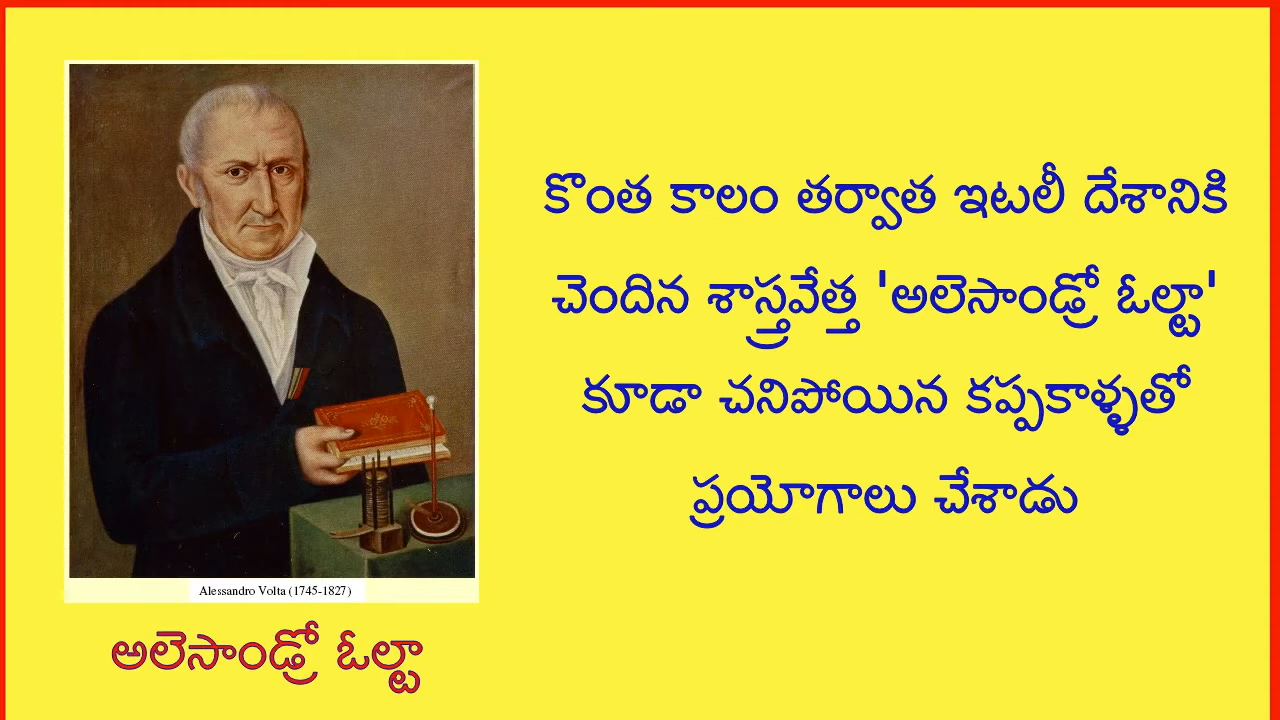 కొంత కాలం తర్వాత ఇటలీ దేశానికి
చెందిన శాస్త్రవేత్త 'అలెసాండ్రో ఓల్టా'
కూడా చనిపోయిన కప్పకాళ్ళతో
ప్రయోగాలు చేశాడు
Alessandro Volta (1745-1827)
అలెసాండ్రో ఓల్టా